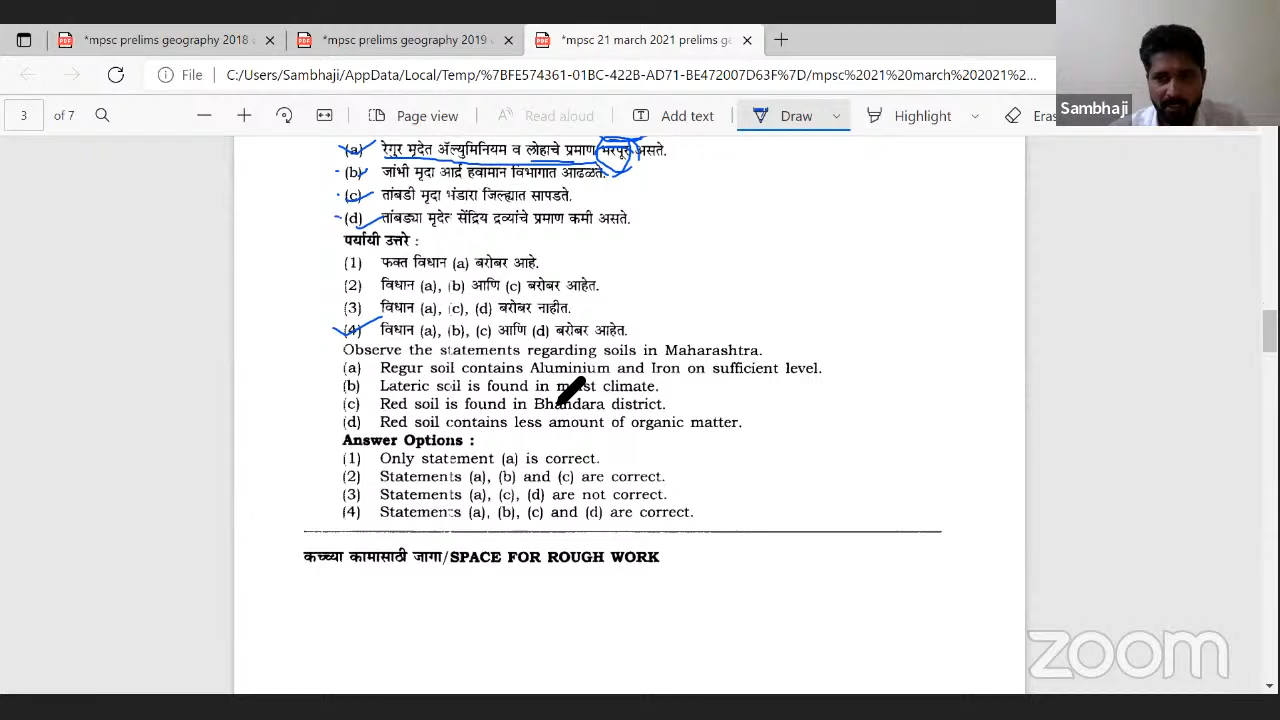 *mpsc prelims geography 2018
*mpsc prelims geography 2019
*mpsc 21 march 2021 prelims ge
File C:/Users/Sambhaji/AppData/Local/Temp/%7BFE574361-01BC-422B-AD71-BE472007D63F%7D/mpsc%2021%20march%202021%2...
3 of 7 Page view Read aloud Add text Draw Highlight Eras
Sambhaji
(a) रेगुर मृदेत ॲल्युमिनियम व लोहाचे प्रमाण भरपूर असते.
(b) जांभी मृदा आर्द्र हवामान विभागात आढळते.
(c) तांबडी मृदा भंडारा जिल्ह्यात सापडते.
(d) तांबड्या मृदेत सेंद्रिय द्रव्यांचे प्रमाण कमी असते.
पर्यायी उत्तरे :
(1) फक्त विधान (a) बरोबर आहे.
(2) विधान (a), (b) आणि (c) बरोबर आहेत.
(3) विधान (a), (c), (d) बरोबर नाहीत.
(4) विधान (a), (b), (c) आणि (d) बरोबर आहेत.
Observe the statements regarding soils in Maharashtra.
(a) Regur soil contains Aluminium and Iron on sufficient level.
(b) Lateric soil is found in moist climate.
(c) Red soil is found in Bhandara district.
(d) Red soil contains less amount of organic matter.
Answer Options :
(1) Only statement (a) is correct.
(2) Statements (a), (b) and (c) are correct.
(3) Statements (a), (c), (d) are not correct.
(4) Statements (a), (b), (c) and (d) are correct.
कच्च्या कामासाठी जागा/SPACE FOR ROUGH WORK
zoom